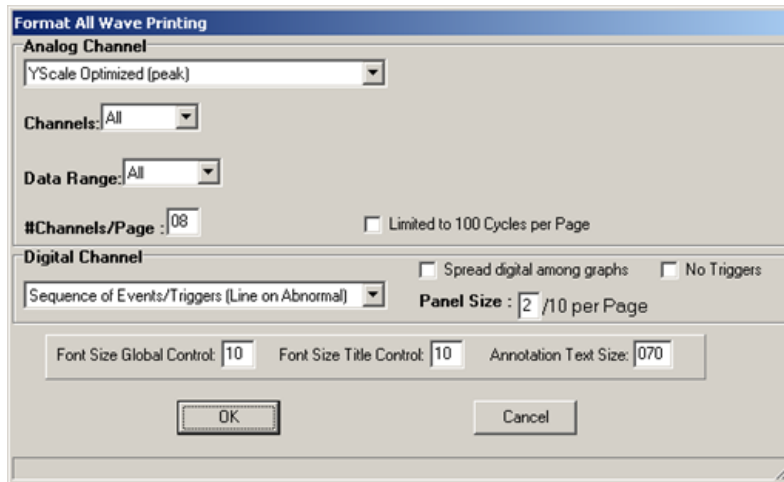 Format All Wave Printing
Analog Channel
YScale Optimized (peak)
Channels: All
Data Range: All
#Channels/Page : 08 Limited to 100 Cycles per Page
Digital Channel
Spread digital among graphs No Triggers
Sequence of Events/Triggers (Line on Abnormal)
Panel Size : 2 /10 per Page
Font Size Global Control: 10 Font Size Title Control: 10 Annotation Text Size: 070
OK Cancel